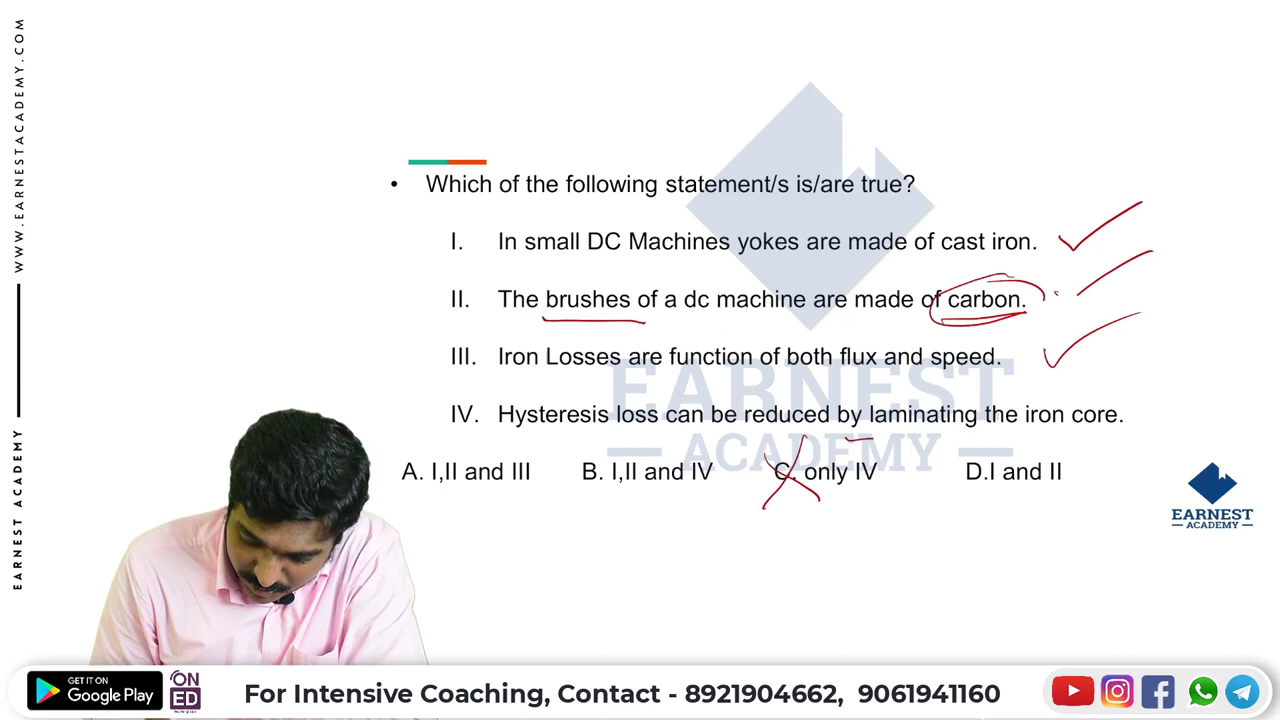 WWW.EARNESTACADEMY.COM
EARNEST ACADEMY
• Which of the following statement/s is/are true?
I. In small DC Machines yokes are made of cast iron.
II. The brushes of a dc machine are made of carbon.
III. Iron Losses are function of both flux and speed.
IV. Hysteresis loss can be reduced by laminating the iron core.
A. I,II and III B. I,II and IV C. only IV D.I and II
EARNEST
ACADEMY
EARNEST
ACADEMY
GET IT ON
Google Play
ON
ED
For Intensive Coaching, Contact - 8921904662, 9061941160